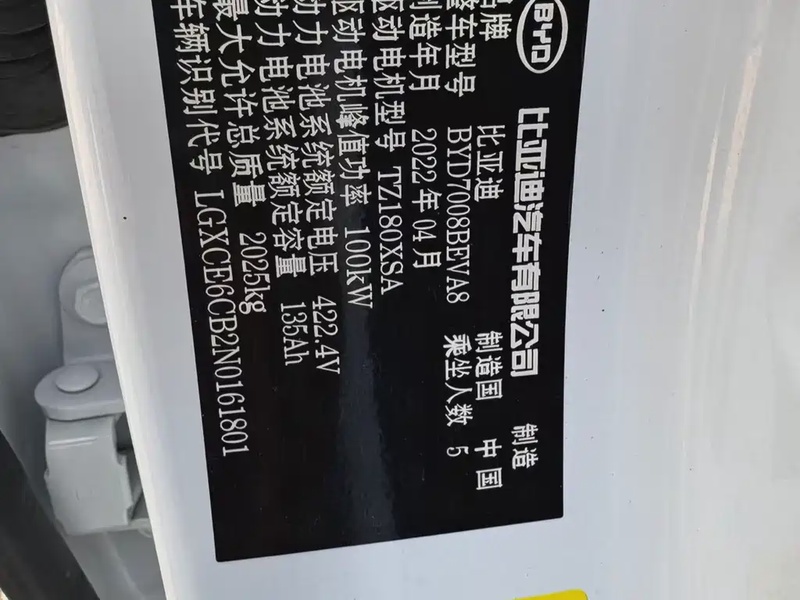 BYD 比亚迪汽车有限公司 制造
品牌 比亚迪 制造国 中国
整车型号 BYD7008BEVA8 乘坐人数 5
制造年月 2022年04月
驱动电机型号 TZ180XSA
驱动电机峰值功率 100kW
动力电池系统额定电压 422.4V
动力电池系统额定容量 135Ah
最大允许总质量 2025kg
车辆识别代号 LGXCE6CB2N0161801